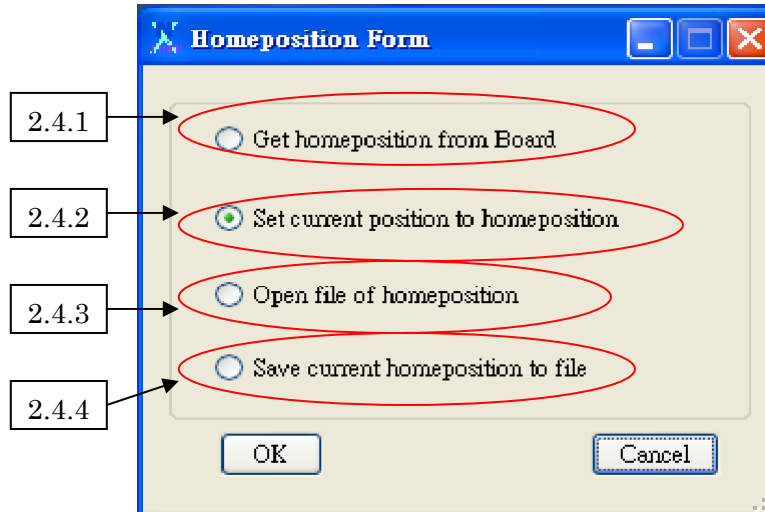 Homeposition Form
2.4.1
Get homeposition from Board
2.4.2
Set current position to homeposition
2.4.3
Open file of homeposition
2.4.4
Save current homeposition to file
OK
Cancel